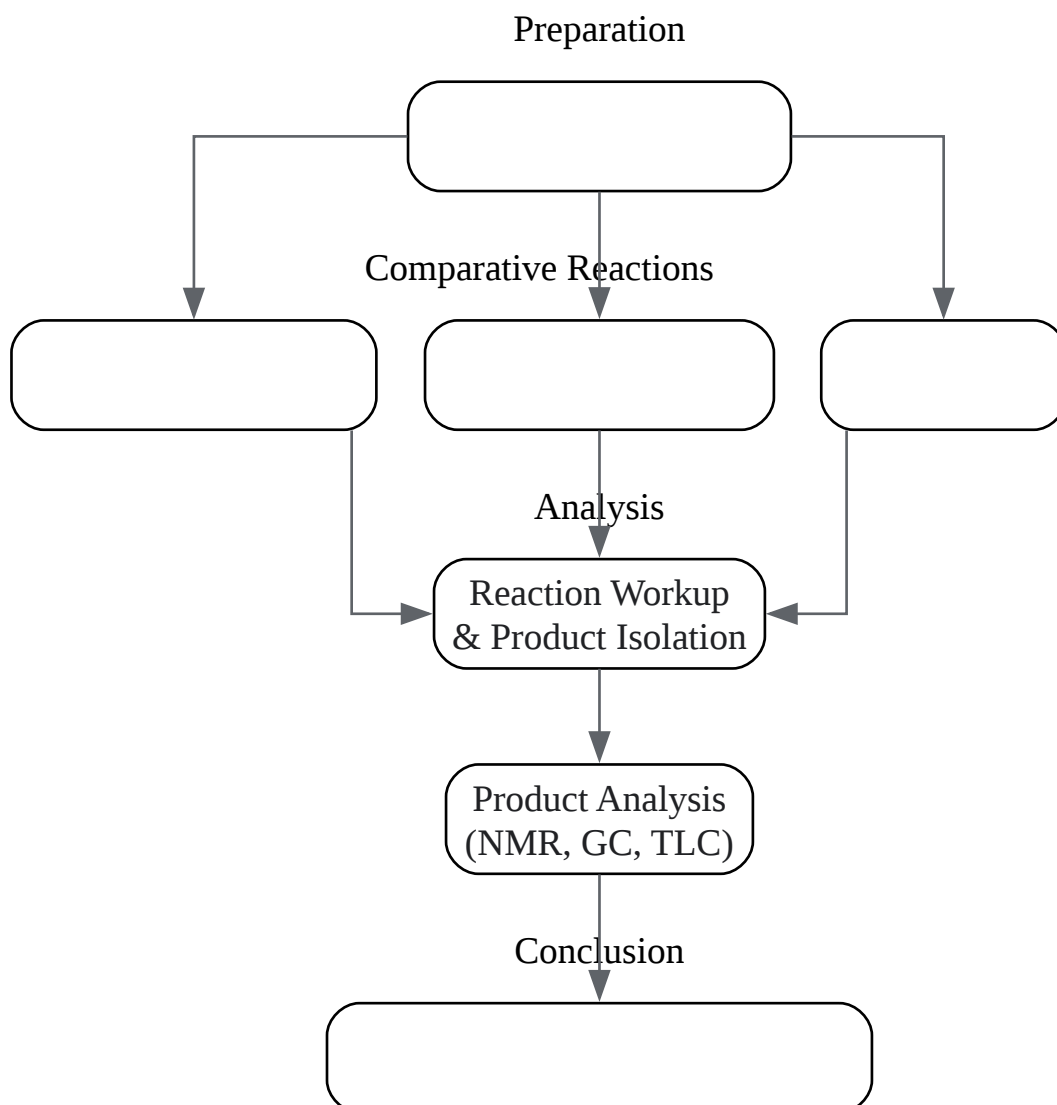 Preparation
Comparative Reactions
Analysis
Reaction Workup
& Product Isolation
Product Analysis
(NMR, GC, TLC)
Conclusion